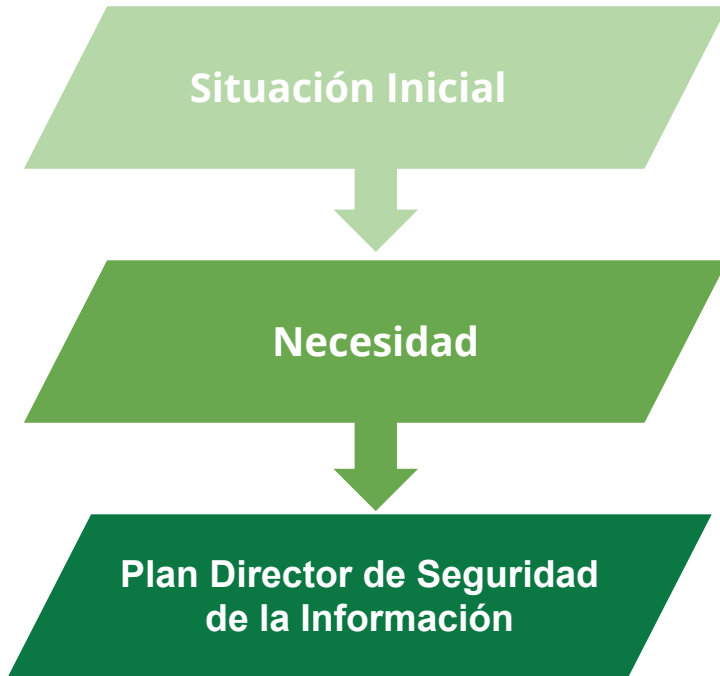 Situación Inicial
Necesidad
Plan Director de Seguridad
de la Información